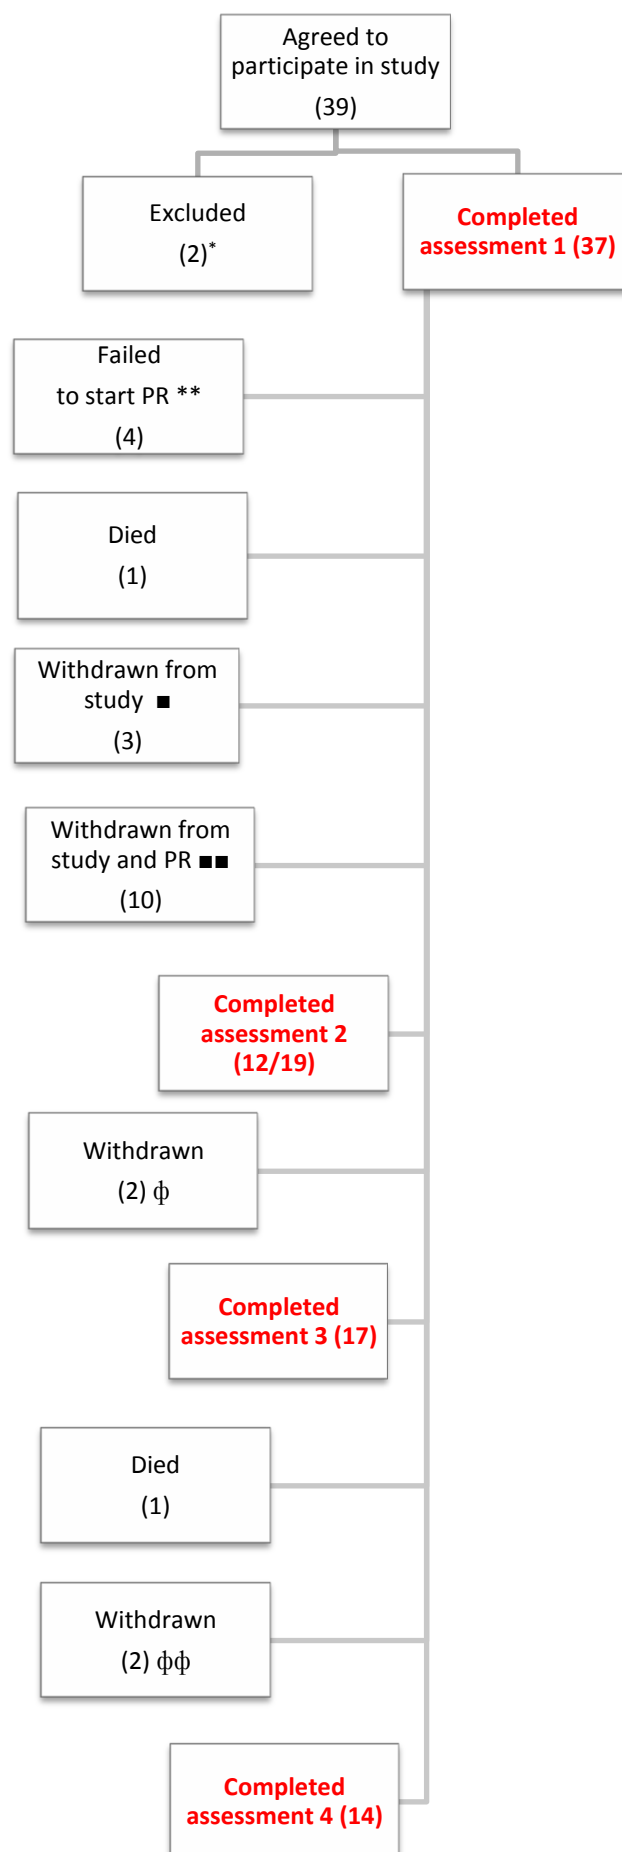 Agreed to
participate in study
(39)
Excluded
(2)*
Completed
assessment 1 (37)
Failed
to start PR **
(4)
Died
(1)
Withdrawn from
study ■
(3)
Withdrawn from
study and PR ■■
(10)
Completed
assessment 2
(12/19)
Withdrawn
(2) ф
Completed
assessment 3 (17)
Died
(1)
Withdrawn
(2) фф
Completed
assessment 4 (14)